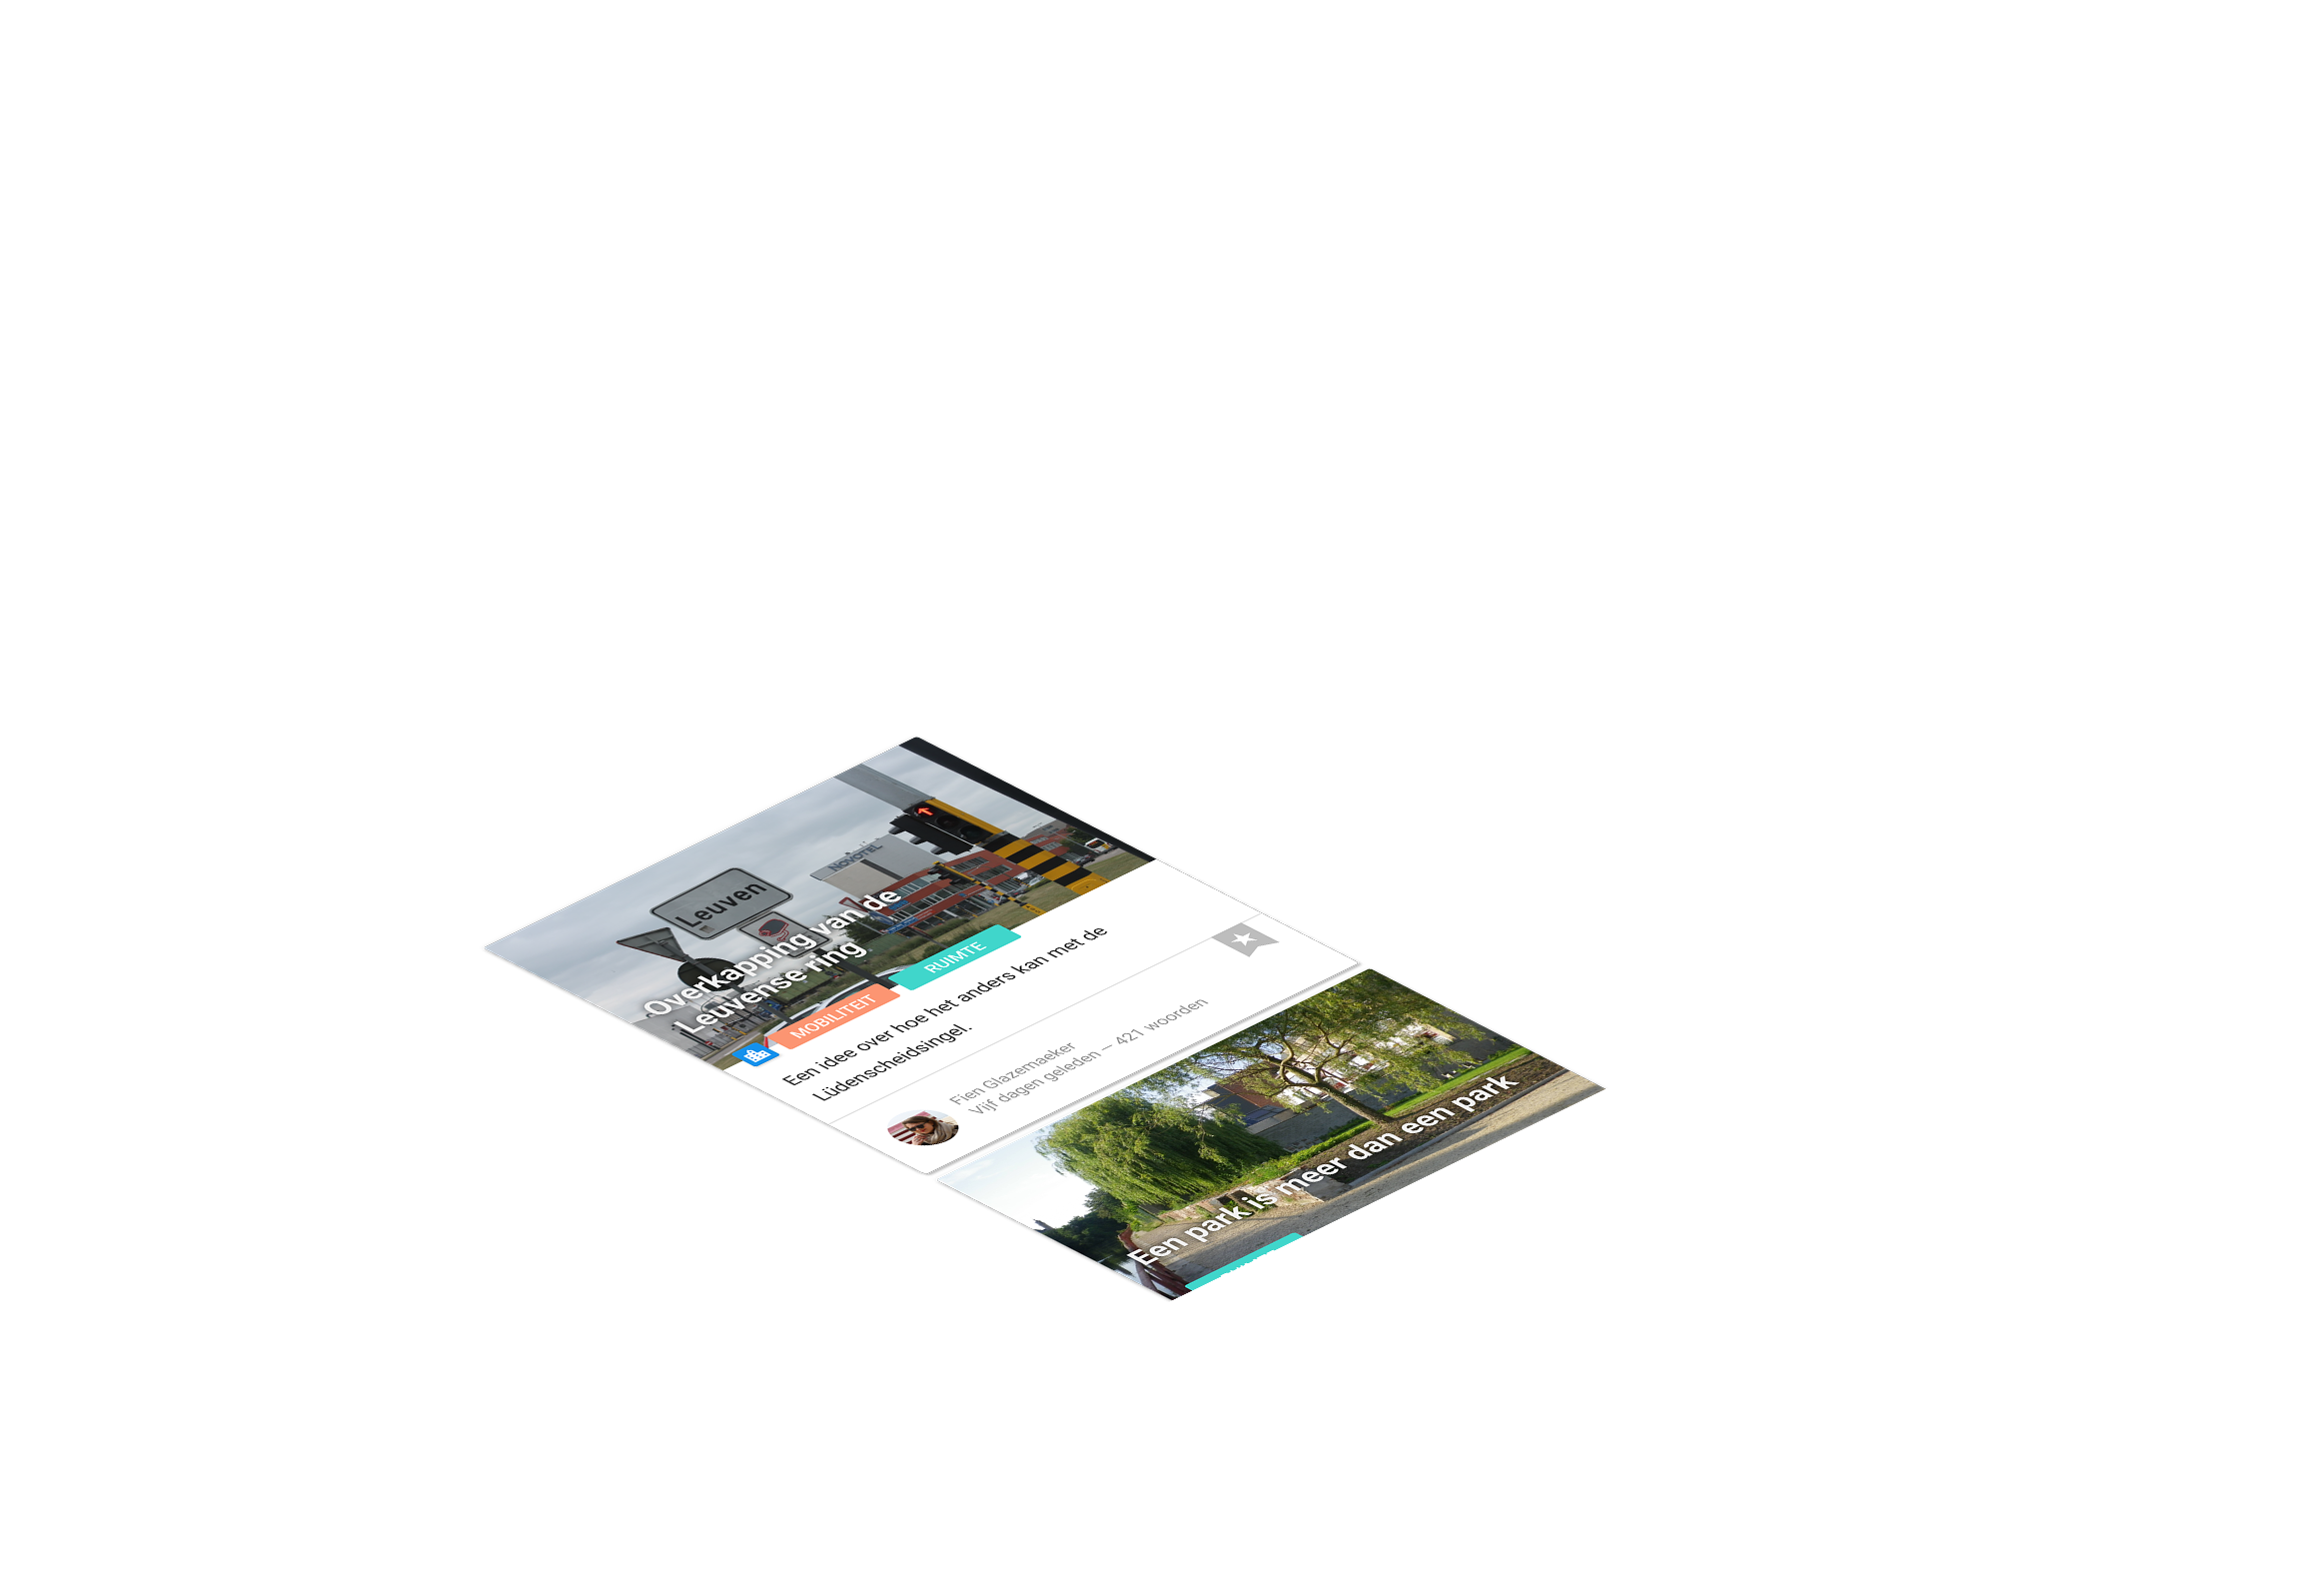 NOVOTEL
Leuven
Overkapping van de
Leuvense ring
MOBILITEIT
RUIMTE
Een idee over hoe het anders kan met de
Lüdenscheidsingel.
Fien Glazemaeker
Vijf dagen geleden — 421 woorden
Een park is meer dan een park